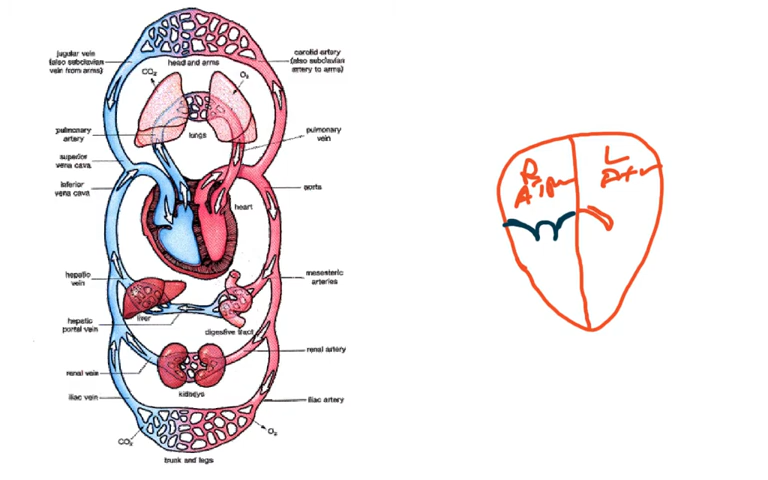 jugular vein
(also subclavian
vein from arms)
head and arms
carolid artery
(also subclavian
artery to arms)
CO2
O2
lungs
pulmonary
artery
pulmonary
vein
superior
vena cava
inferior
vena cava
aorta
heart
hepatic
vein
mesenteric
arteries
liver
hepatic
portal vein
digestive tract
renal artery
renal vein
kidneys
iliac vein
iliac artery
CO2
O2
trunk and legs
R
L